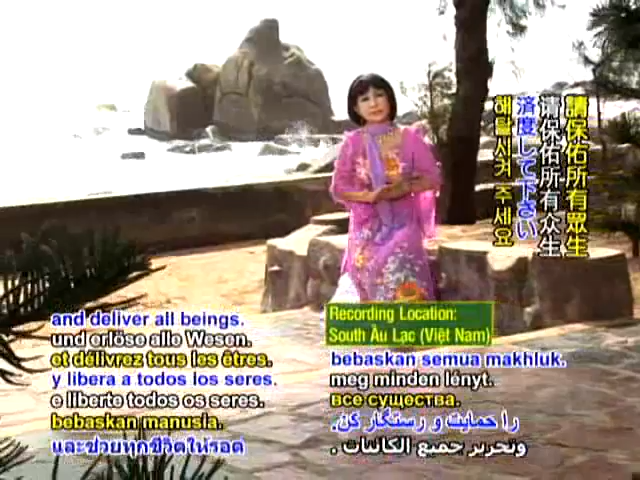 請保佑所有眾生
请保佑所有众生
済度して下さい
해탈시켜 주세요
and deliver all beings.
und erlöse alle Wesen.
et délivrez tous les êtres.
y libera a todos los seres.
e liberte todos os seres.
bebaskan manusia.
และช่วยทุกชีวิตให้รอด
Recording Location:
South Âu Lạc (Việt Nam)
bebaskan semua makhluk.
meg minden lényt.
все существа.
را حمایت و رستگار کن.
وتحرير جميع الكائنات .